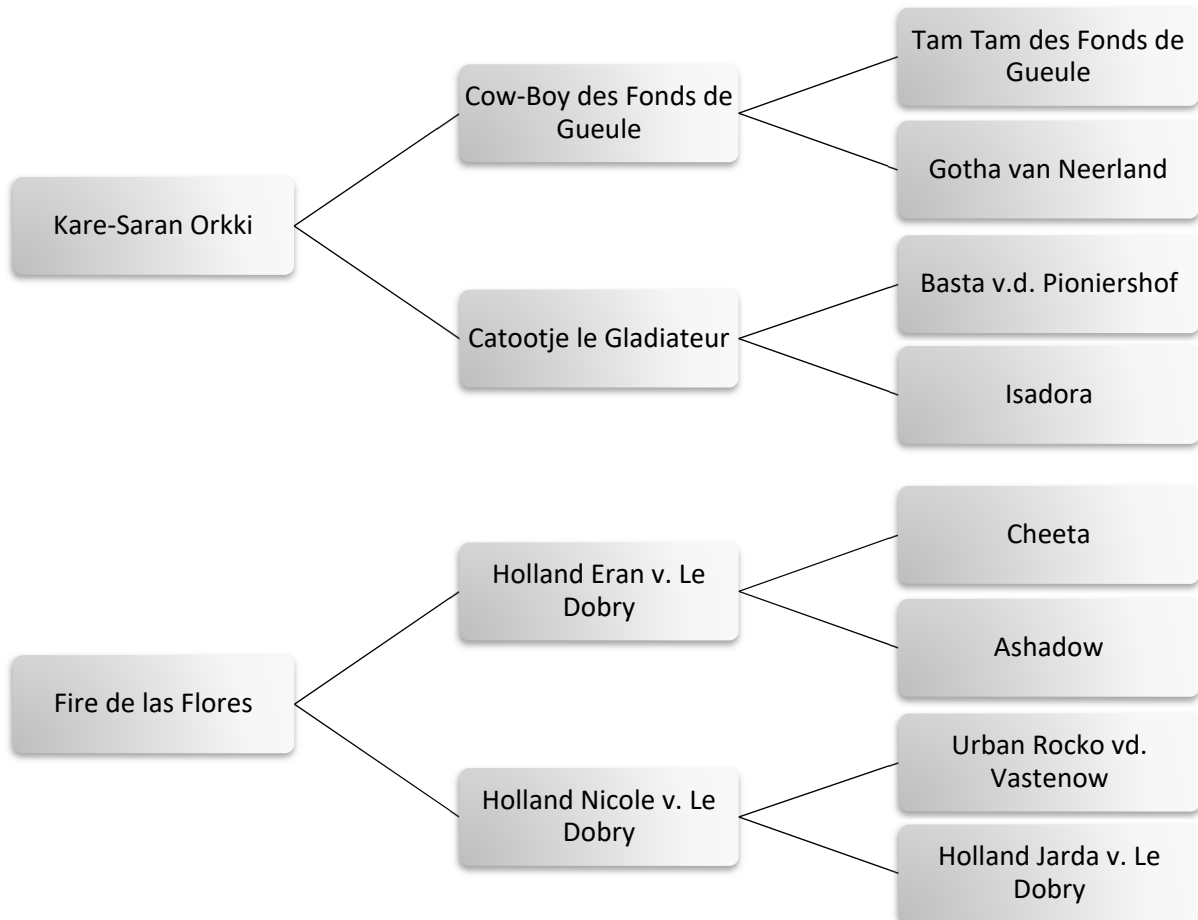 Tam Tam des Fonds de
Gueule
Cow-Boy des Fonds de
Gueule
Gotha van Neerland
Kare-Saran Orkki
Basta v.d. Pioniershof
Catootje le Gladiateur
Isadora
Cheeta
Holland Eran v. Le
Dobry
Ashadow
Fire de las Flores
Urban Rocko vd.
Vastenow
Holland Nicole v. Le
Dobry
Holland Jarda v. Le
Dobry